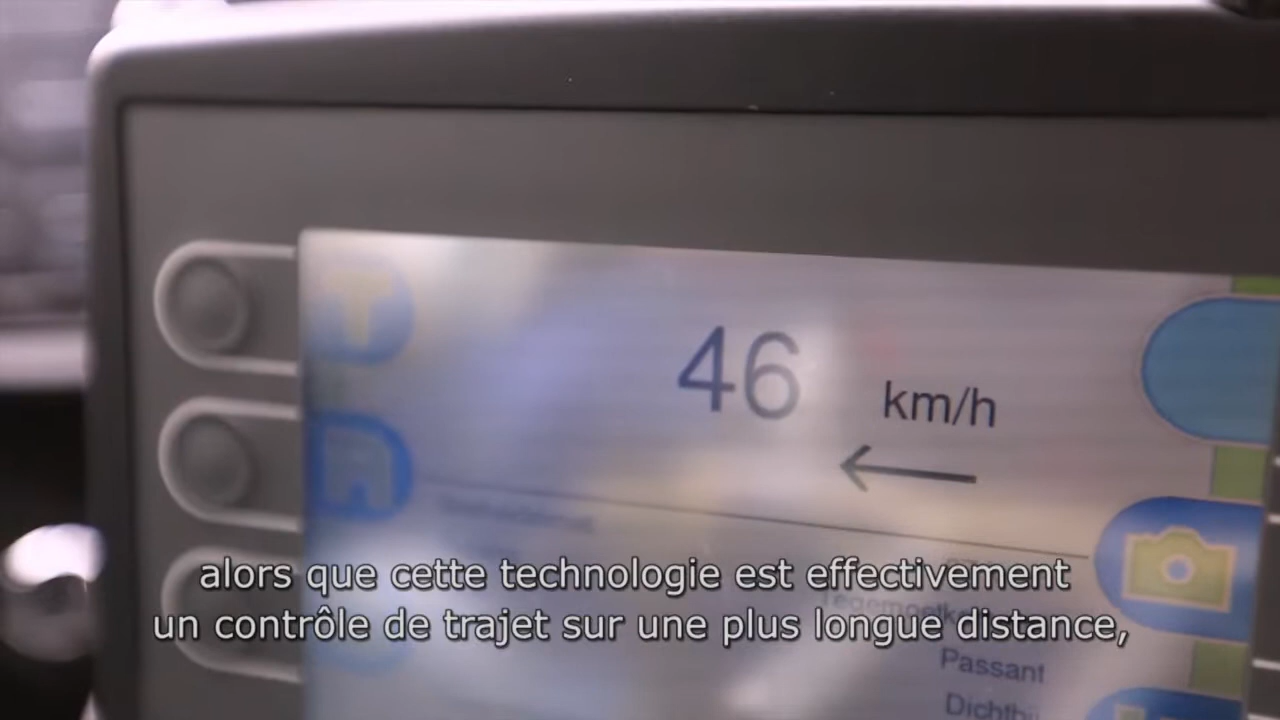 46
km/h
alors que cette technologie est effectivement
un contrôle de trajet sur une plus longue distance,
Passant